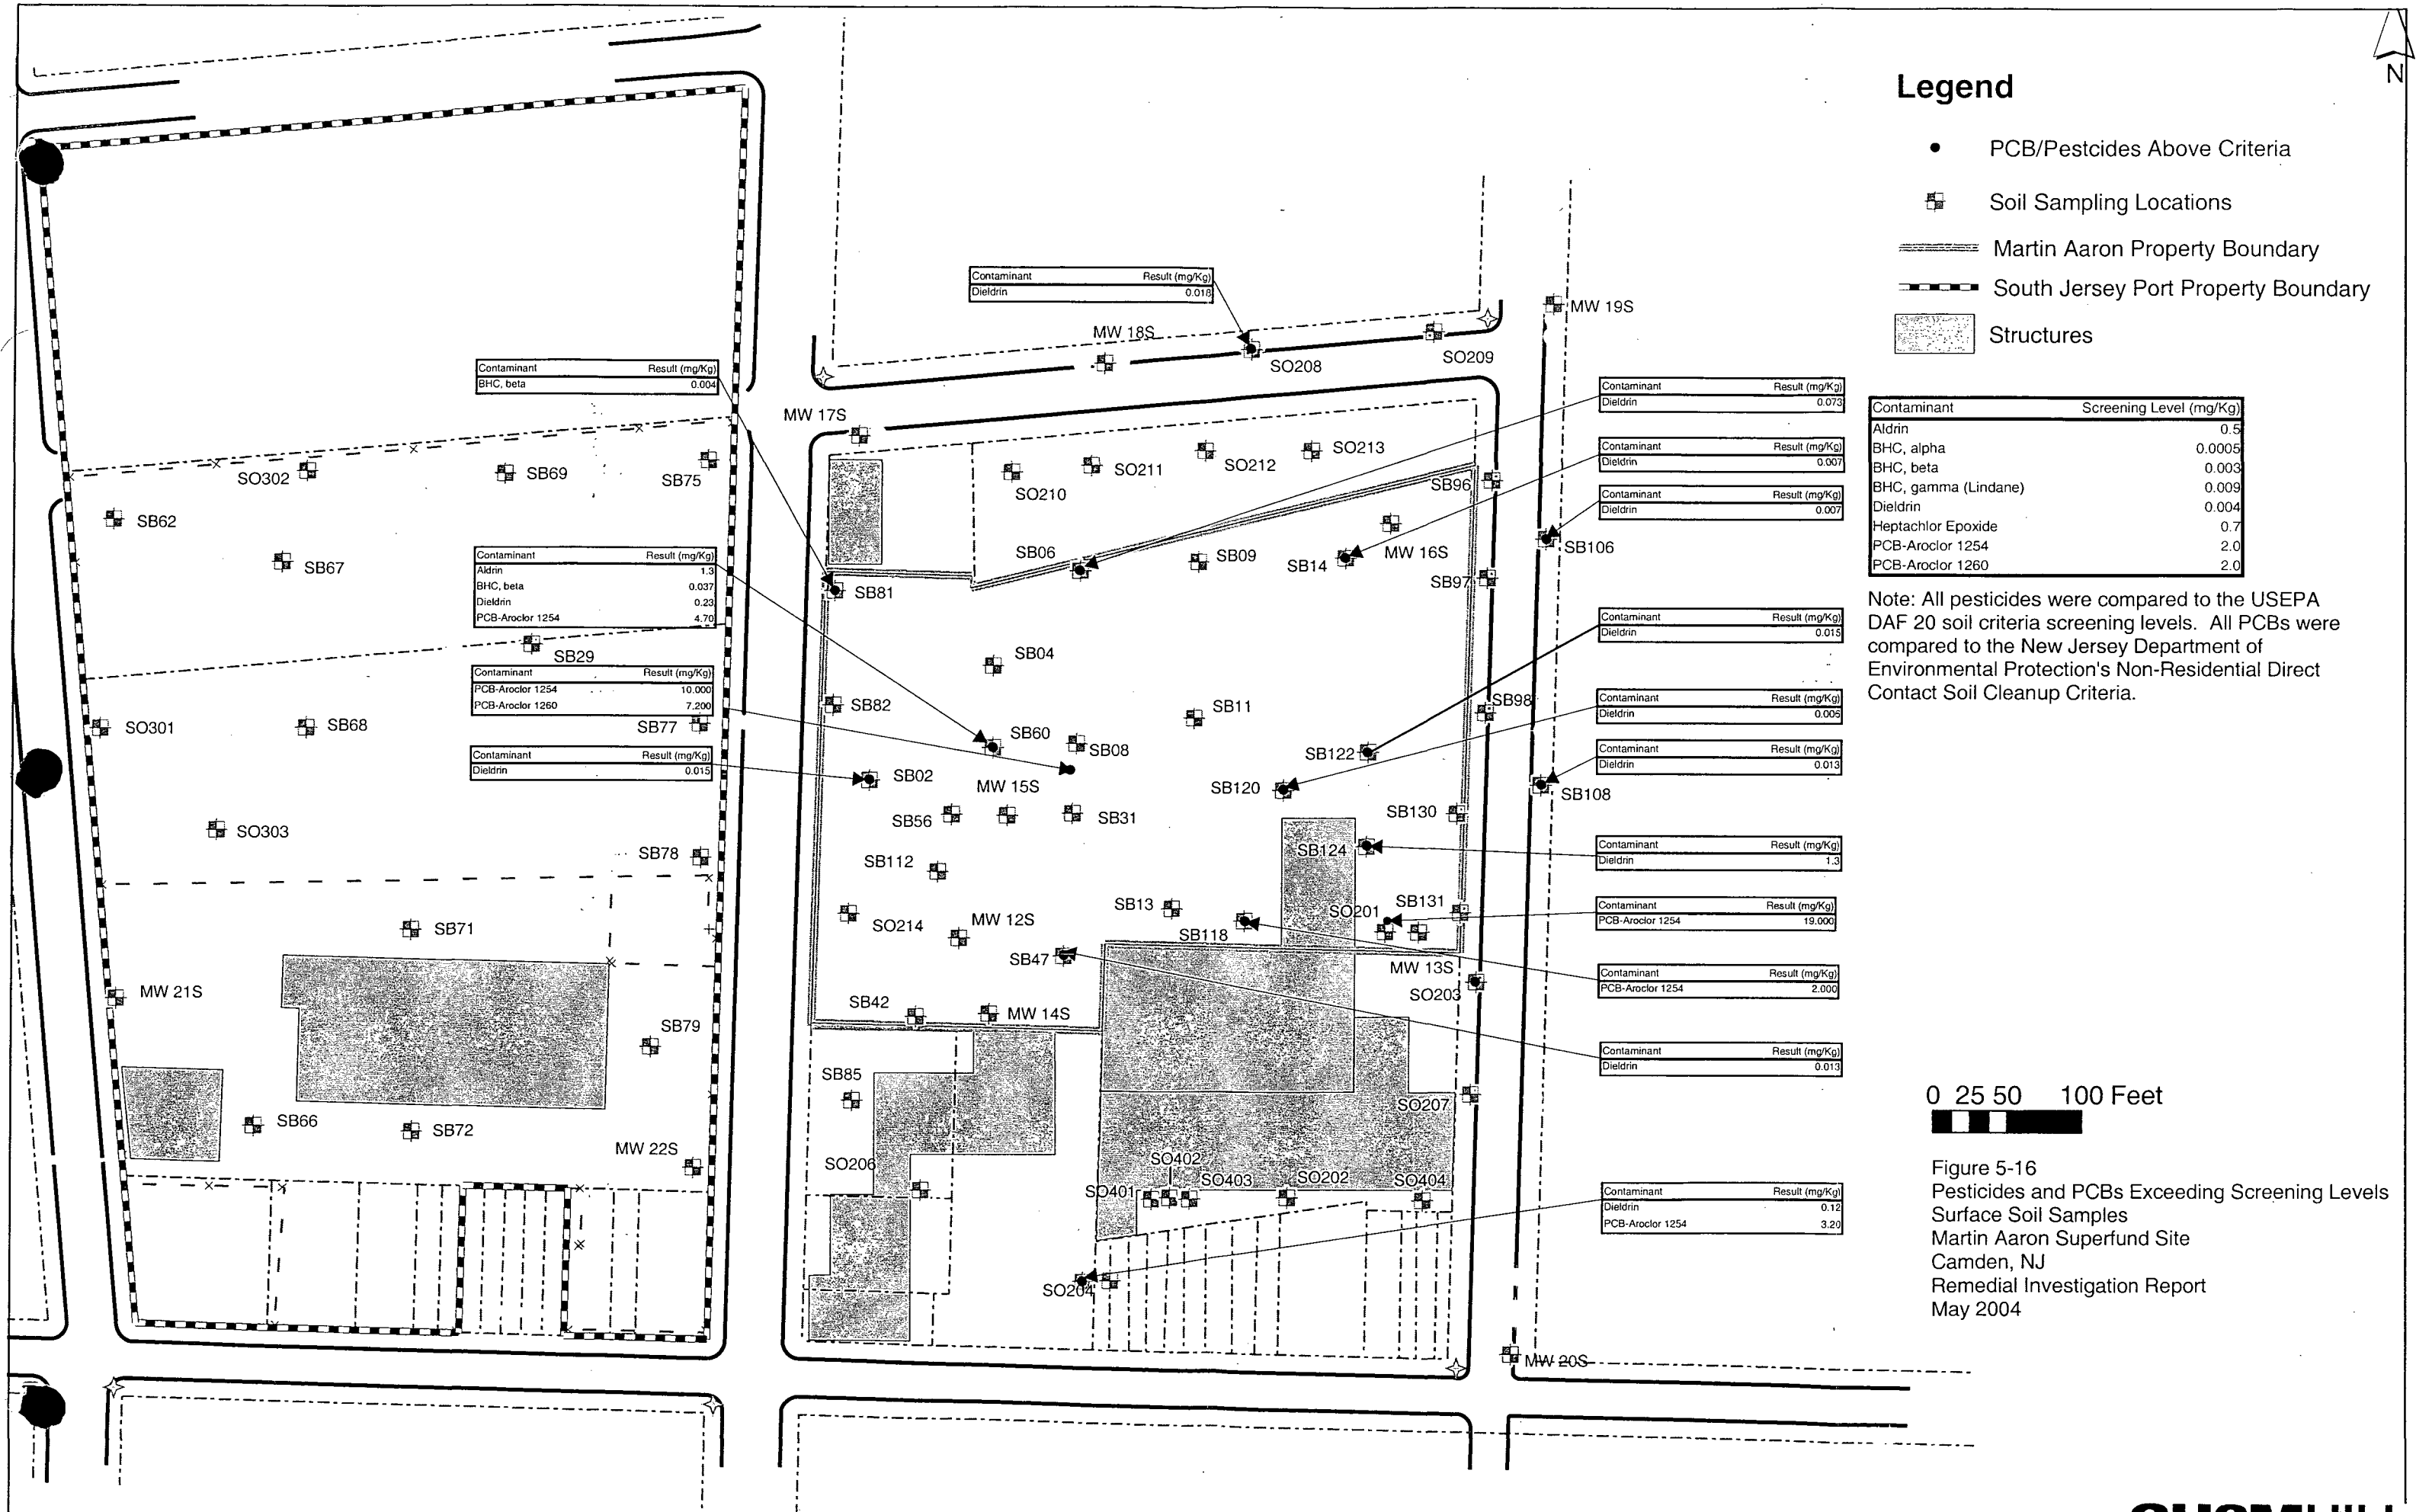 N
Legend
PCB/Pestcides Above Criteria
Soil Sampling Locations
Martin Aaron Property Boundary
South Jersey Port Property Boundary
Structures
Contaminant Screening Level (mg/Kg)
Aldrin 0.5
BHC, alpha 0.0005
BHC, beta 0.003
BHC, gamma (Lindane) 0.009
Dieldrin 0.004
Heptachlor Epoxide 0.7
PCB-Aroclor 1254 2.0
PCB-Aroclor 1260 2.0
Note: All pesticides were compared to the USEPA
DAF 20 soil criteria screening levels. All PCBs were
compared to the New Jersey Department of
Environmental Protection's Non-Residential Direct
Contact Soil Cleanup Criteria.
0 25 50 100 Feet
Figure 5-16
Pesticides and PCBs Exceeding Screening Levels
Surface Soil Samples
Martin Aaron Superfund Site
Camden, NJ
Remedial Investigation Report
May 2004
Contaminant Result (mg/Kg)
Dieldrin 0.018
Contaminant Result (mg/Kg)
BHC, beta 0.004
Contaminant Result (mg/Kg)
Aldrin 1.3
BHC, beta 0.037
Dieldrin 0.23
PCB-Aroclor 1254 4.70
Contaminant Result (mg/Kg)
PCB-Aroclor 1254 10.000
PCB-Aroclor 1260 7.200
Contaminant Result (mg/Kg)
Dieldrin 0.015
Contaminant Result (mg/Kg)
Dieldrin 0.073
Contaminant Result (mg/Kg)
Dieldrin 0.007
Contaminant Result (mg/Kg)
Dieldrin 0.007
Contaminant Result (mg/Kg)
Dieldrin 0.015
Contaminant Result (mg/Kg)
Dieldrin
Contaminant Result (mg/Kg)
Dieldrin 0.013
Contaminant Result (mg/Kg)
Dieldrin 1.3
Contaminant Result (mg/Kg)
PCB-Aroclor 1254 19.000
Contaminant Result (mg/Kg)
PCB-Aroclor 1254 2.000
Contaminant Result (mg/Kg)
Dieldrin 0.013
Contaminant Result (mg/Kg)
Dieldrin 0.12
PCB-Aroclor 1254 3.20
MW 19S
MW 18S
SO208
SO209
MW 17S
SO210
SO211
SO212
SO213
SB96
SB06
SB09
SB14
MW 16S
SB106
SB97
SB81
SB04
SB82
SB11
SB98
SB60
SB08
SB122
SB02
MW 15S
SB120
SB108
SB56
SB31
SB130
SB112
SB124
SO214
MW 12S
SB13
SB118
SO201
SB131
SB47
MW 13S
SO203
SB42
MW 14S
SB85
SO207
SO206
SO402
SO401
SO403
SO202
SO404
SO204
MW 20S
SO302
SB69
SB75
SB62
SB67
SB29
SO301
SB68
SB77
SO303
SB78
SB71
MW 21S
SB79
SB66
SB72
MW 22S